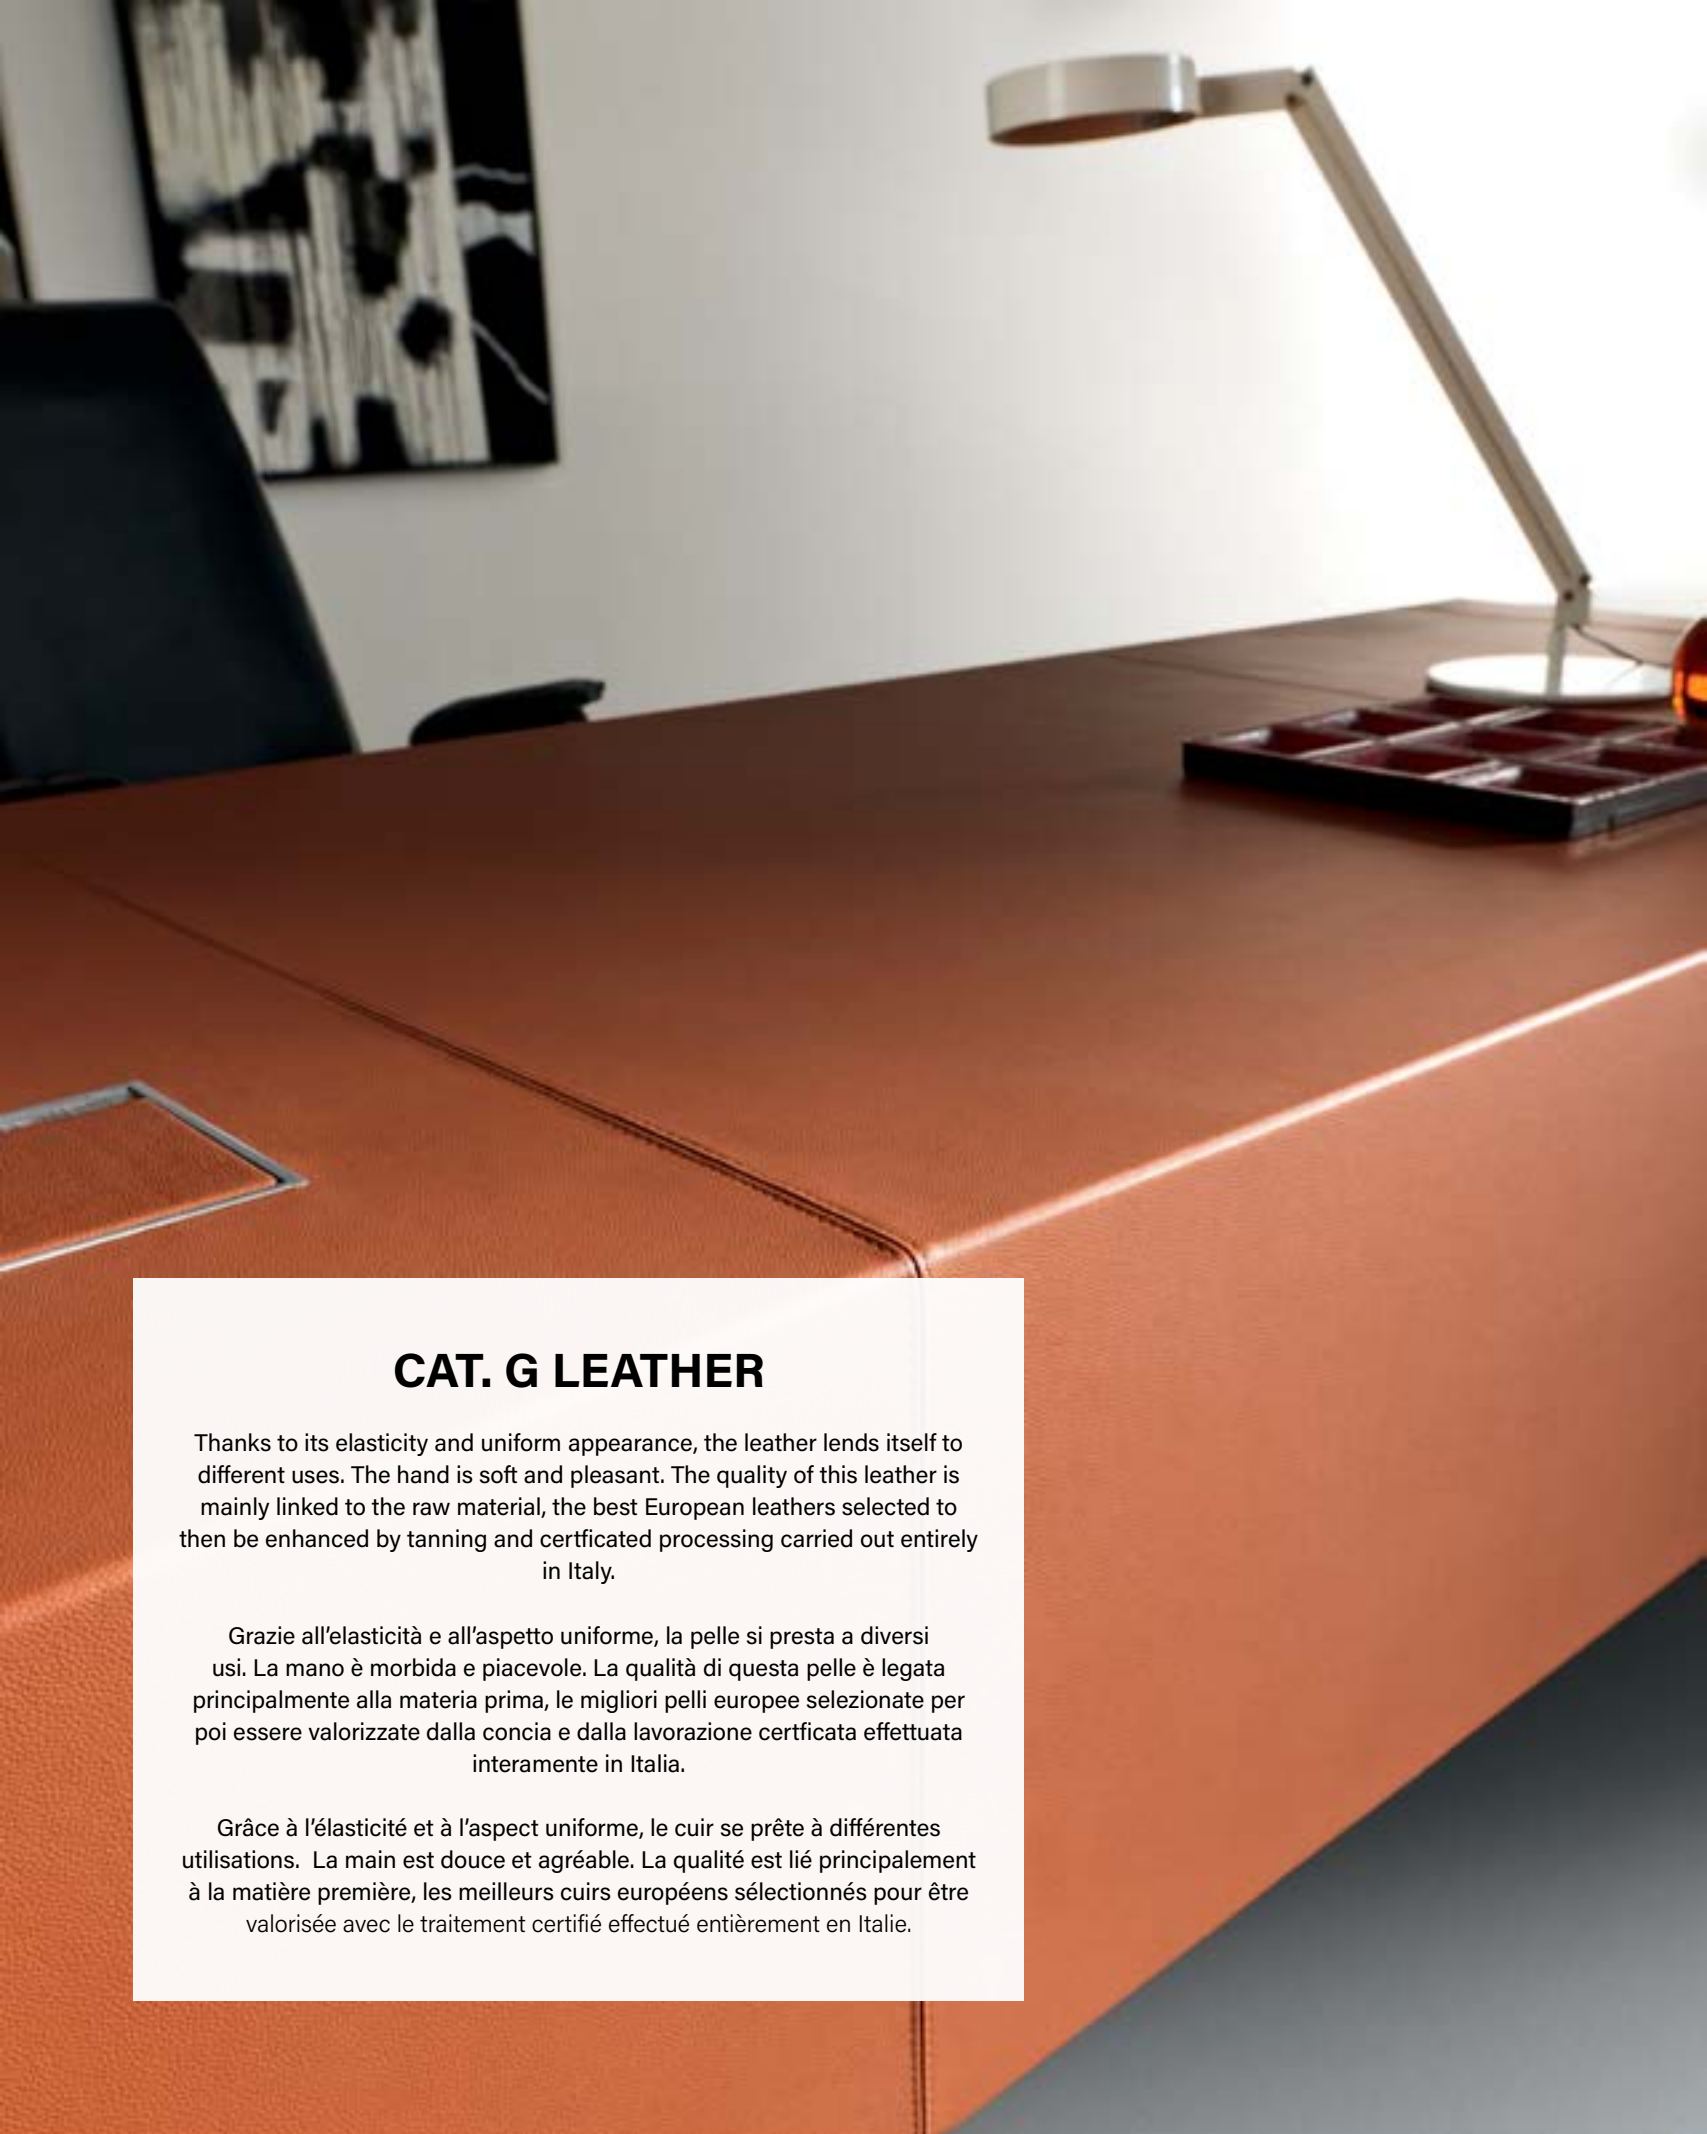 CAT. G LEATHER
Thanks to its elasticity and uniform appearance, the leather lends itself to
different uses. The hand is soft and pleasant. The quality of this leather is
mainly linked to the raw material, the best European leathers selected to
then be enhanced by tanning and certficated processing carried out entirely
in Italy.
Grazie all’elasticità e all’aspetto uniforme, la pelle si presta a diversi
usi. La mano è morbida e piacevole. La qualità di questa pelle è legata
principalmente alla materia prima, le migliori pelli europee selezionate per
poi essere valorizzate dalla concia e dalla lavorazione certficata effettuata
interamente in Italia.
Grâce à l’élasticité et à l’aspect uniforme, le cuir se prête à différentes
utilisations.  La main est douce et agréable. La qualité est lié principalement
à la matière première, les meilleurs cuirs européens sélectionnés pour être
valorisée avec le traitement certifié effectué entièrement en Italie.